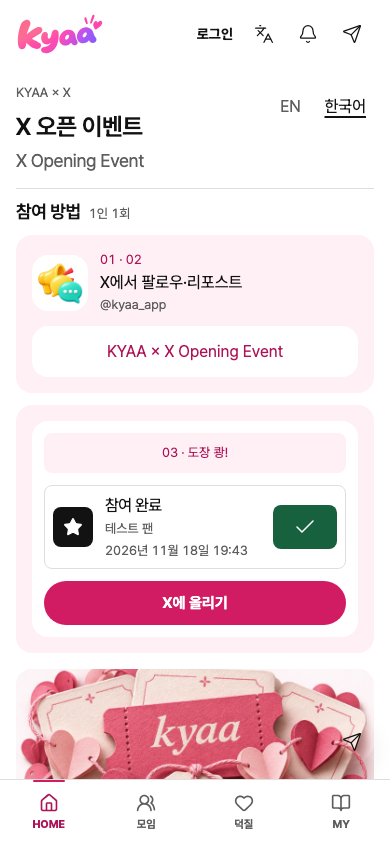 kyaa
로그인
KYAA × X
X 오픈 이벤트
X Opening Event
EN
한국어
참여 방법 1인 1회
01 · 02
X에서 팔로우·리포스트
@kyaa_app
KYAA × X Opening Event
03 · 도장 쾅!
참여 완료
테스트 팬
2026년 11월 18일 19:43
X에 올리기
kyaa
HOME
모임
덕질
MY